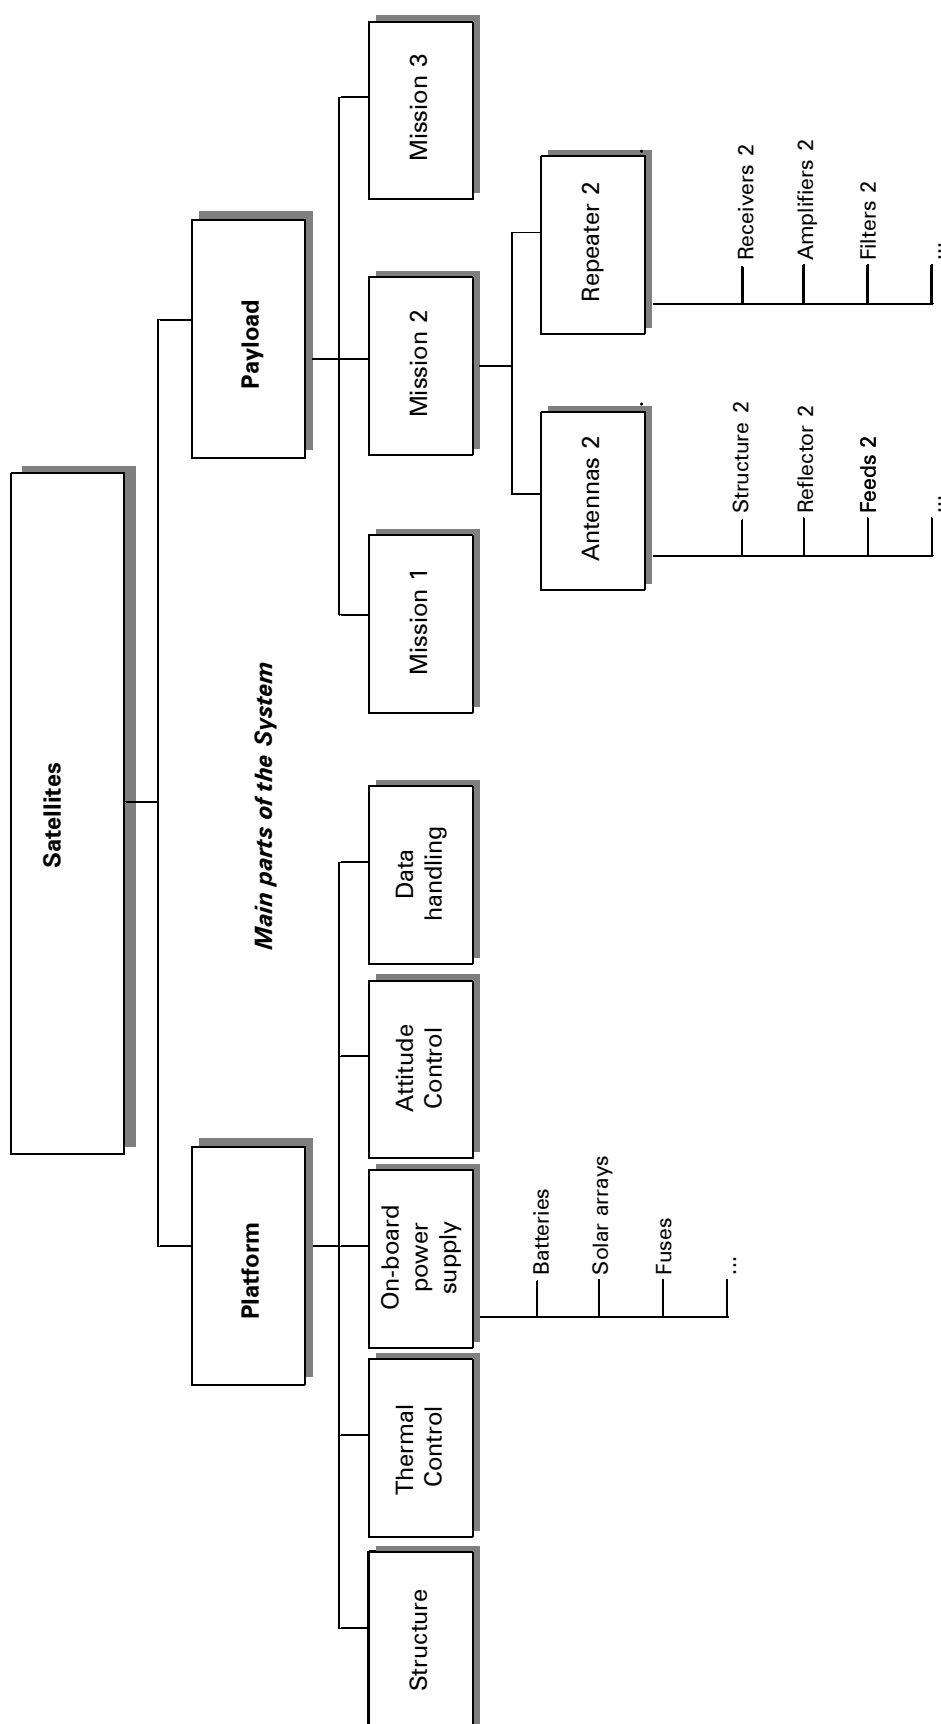 Satellites
Platform
Payload
Main parts of the System
Structure
Thermal
Control
On-board
power
supply
Attitude
Control
Data
handling
Mission 1
Mission 2
Mission 3
Batteries
Solar arrays
Fuses
...
Antennas 2
Repeater 2
Structure 2
Reflector 2
Feeds 2
...
Receivers 2
Amplifiers 2
Filters 2
...